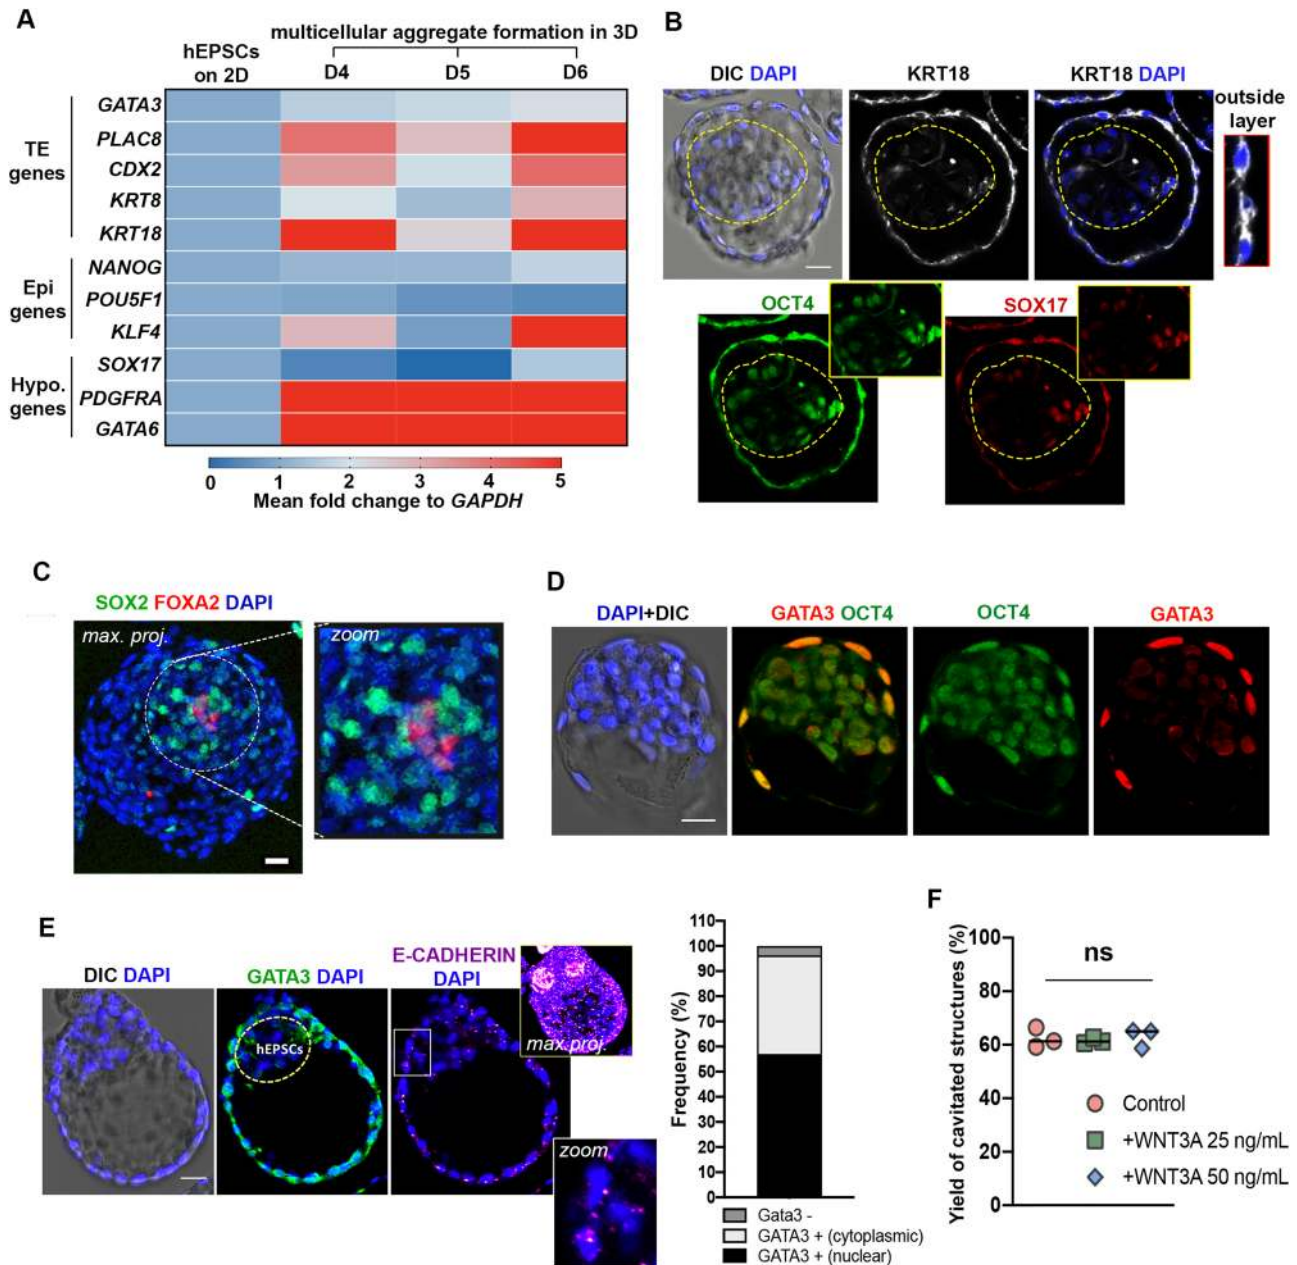 A
multicellular aggregate formation in 3D
hEPSCs
on 2D
D4
D5
D6
TE
genes
GATA3
PLAC8
CDX2
KRT8
KRT18
Epi
genes
NANOG
POU5F1
KLF4
Hypo.
genes
SOX17
PDGFRA
GATA6
0 1 2 3 4 5
Mean fold change to GAPDH
B
DIC DAPI
KRT18
KRT18 DAPI
outside
layer
OCT4
SOX17
C
SOX2 FOXA2 DAPI
max. proj.
zoom
D
DAPI+DIC
GATA3 OCT4
OCT4
GATA3
E
DIC DAPI
GATA3 DAPI
hEPSCs
E-CADHERIN
DAPI
max.proj.
zoom
Frequency (%)
110
100
90
80
70
60
50
40
30
20
10
0
Gata3 -
GATA3 + (cytoplasmic)
GATA3 + (nuclear)
F
Yield of cavitated structures (%)
100
80
60
40
20
0
ns
Control
+WNT3A 25 ng/mL
+WNT3A 50 ng/mL